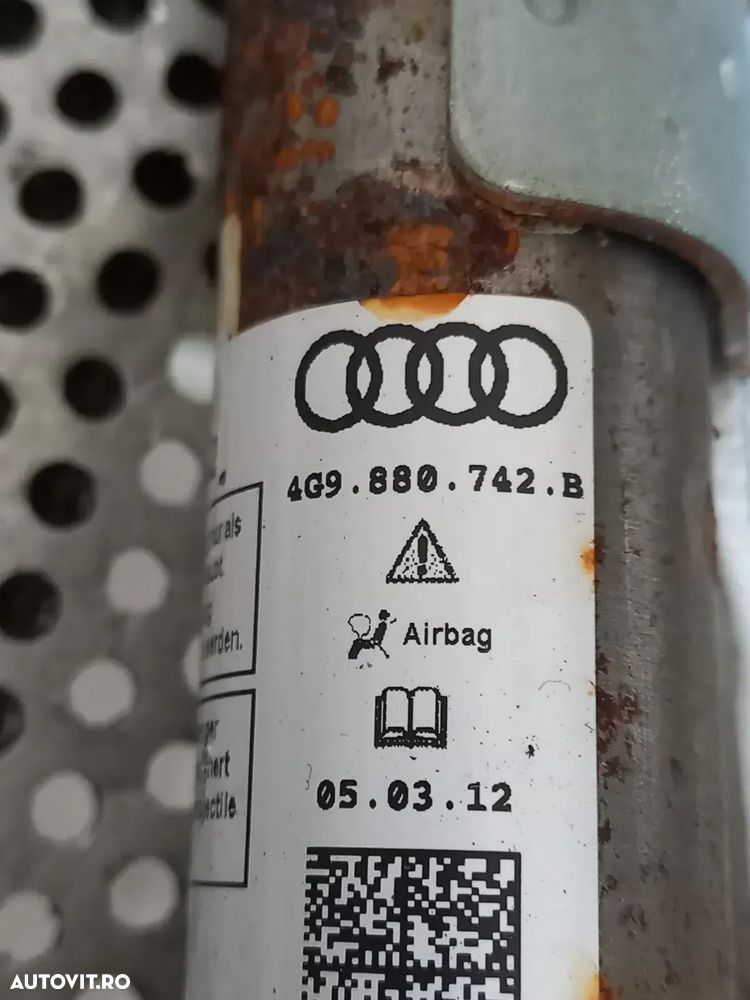 4G9.880.742.B
Airbag
05.03.12
AUTOVIT.RO